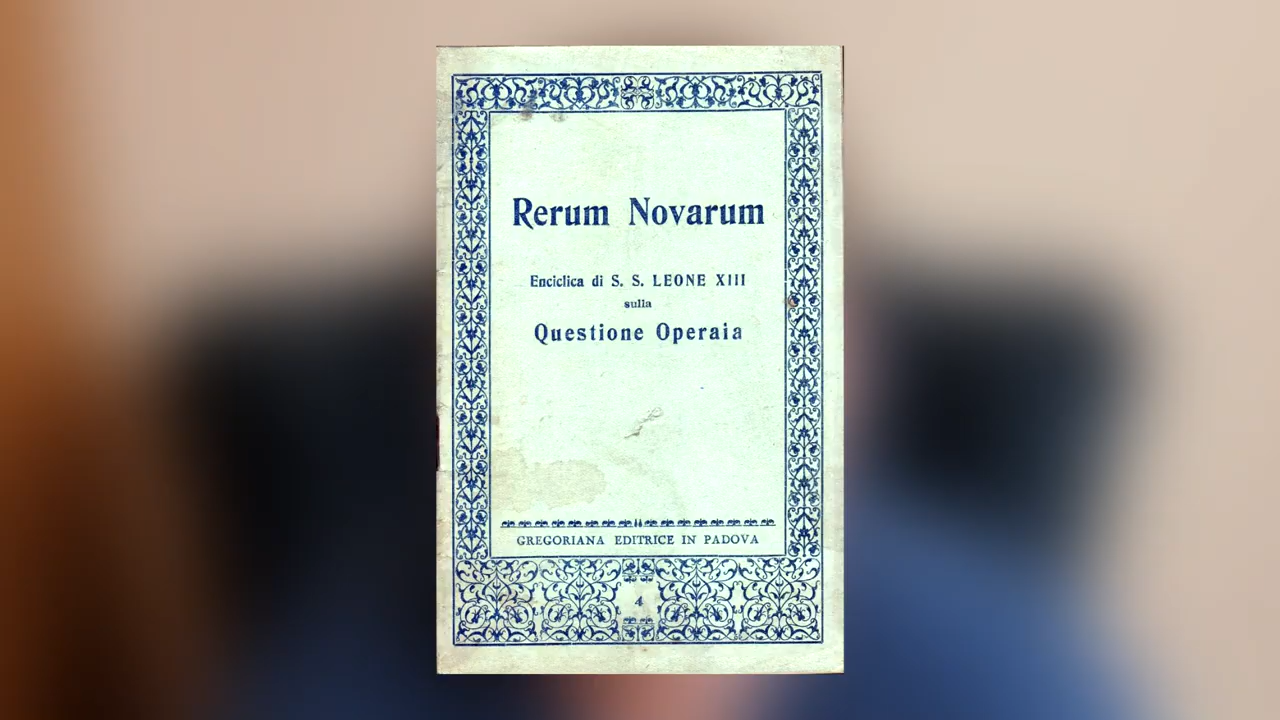 Rerum Novarum
Enciclica di S. S. LEONE XIII
sulla
Questione Operaia
GREGORIANA EDITRICE IN PADOVA
4